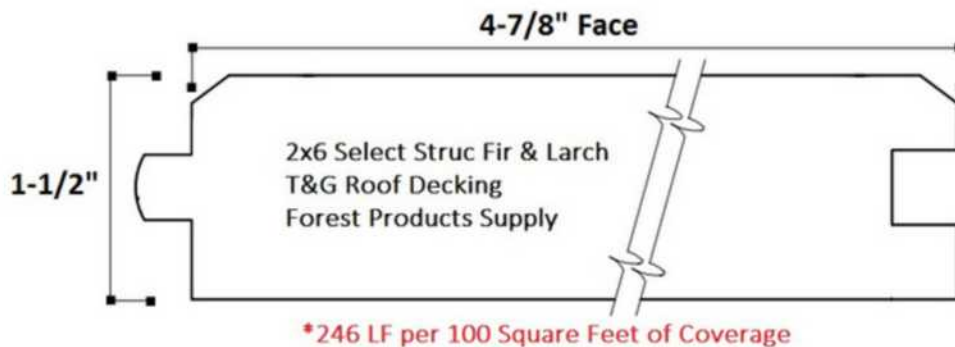 4-7/8" Face
1-1/2"
2x6 Select Struc Fir & Larch
T&G Roof Decking
Forest Products Supply
*246 LF per 100 Square Feet of Coverage